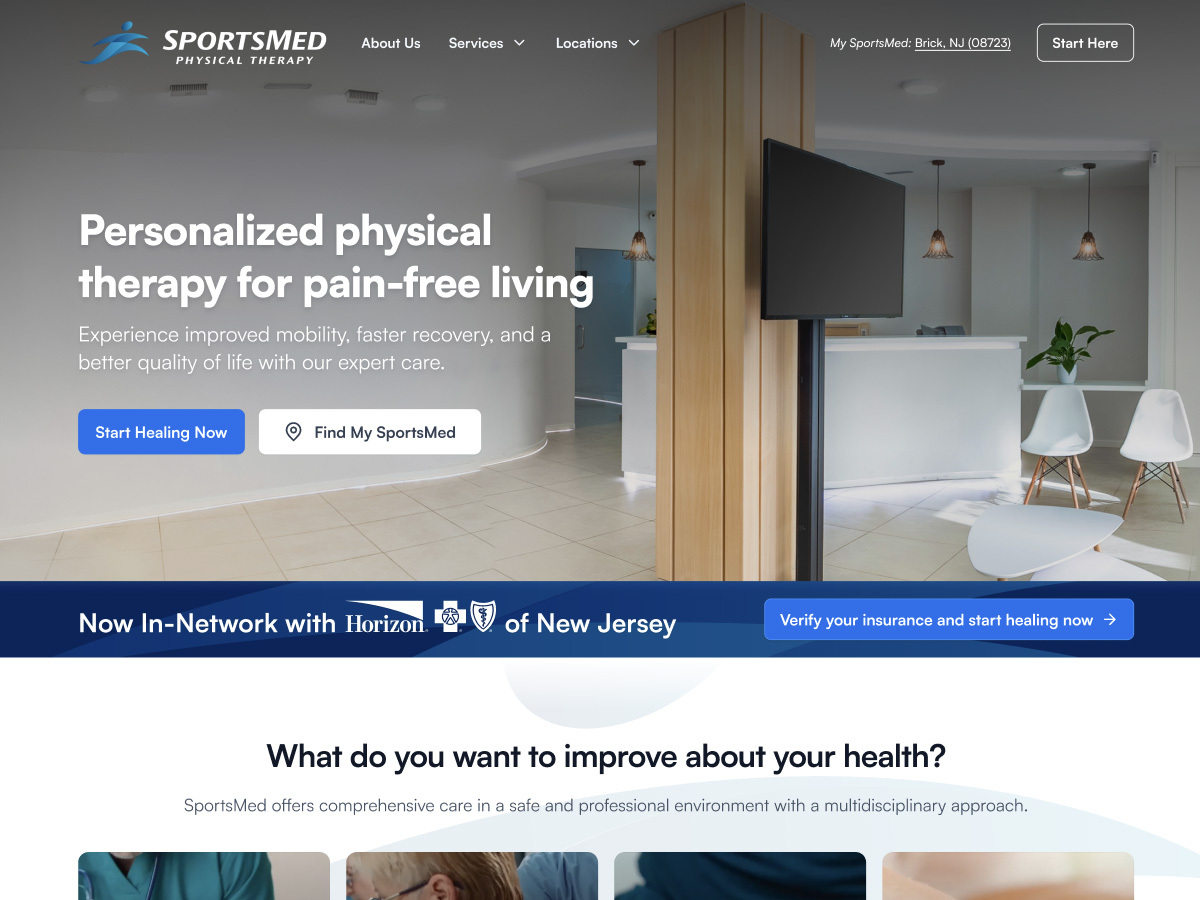 SPORTSMED
PHYSICAL THERAPY
About Us
Services
Locations
My SportsMed: Brick, NJ (08723)
Start Here
Personalized physical
therapy for pain-free living
Experience improved mobility, faster recovery, and a
better quality of life with our expert care.
Start Healing Now
Find My SportsMed
Now In-Network with Horizon of New Jersey
Verify your insurance and start healing now →
What do you want to improve about your health?
SportsMed offers comprehensive care in a safe and professional environment with a multidisciplinary approach.